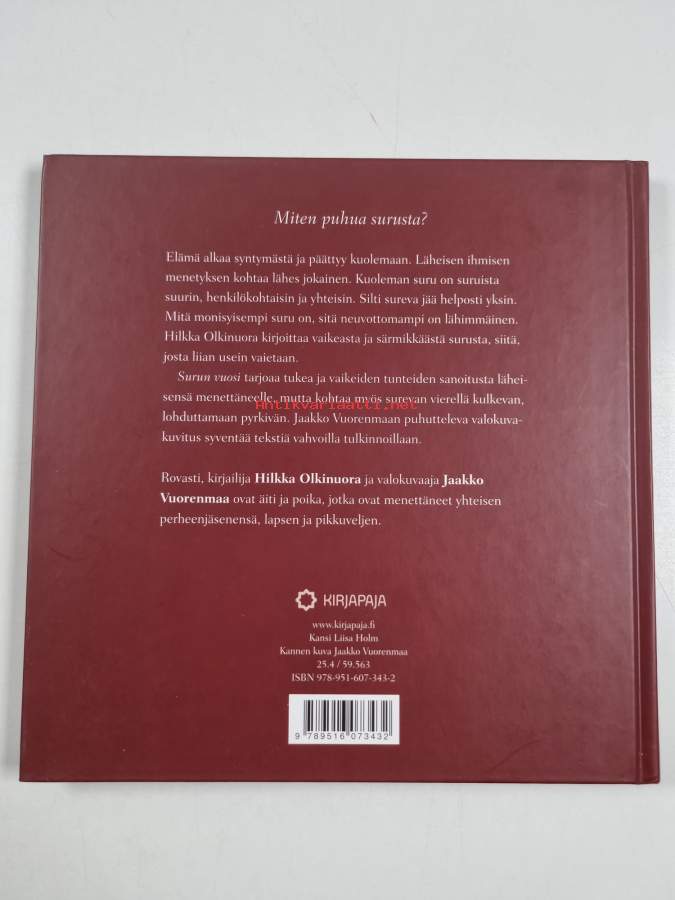 Miten puhua surusta?
Elämä alkaa syntymästä ja päättyy kuolemaan. Läheisen ihmisen
menetyksen kohtaa lähes jokainen. Kuoleman suru on suruista
suurin, henkilökohtaisin ja yhteisin. Silti sureva jää helposti yksin.
Mitä monisyisempi suru on, sitä neuvottomampi on lähimmäinen.
Hilkka Olkinuora kirjoittaa vaikeasta ja särmikkäästä surusta, siitä,
josta liian usein vaietaan.
Surun vuosi tarjoaa tukea ja vaikeiden tunteiden sanoitusta lähei-
sensä menettäneelle, mutta kohtaa myös surevan vierellä kulkevan,
Antikvariaatti.net
lohduttamaan pyrkivän. Jaakko Vuorenmaan puhutteleva valokuva-
kuvitus syventää tekstiä vahvoilla tulkinnoillaan.
Rovasti, kirjailija Hilkka Olkinuora ja valokuvaaja Jaakko
Vuorenmaa ovat äiti ja poika, jotka ovat menettäneet yhteisen
perheenjäsenensä, lapsen ja pikkuveljen.
KIRJAPAJA
www.kirjapaja.fi
Kansi Liisa Holm
Kannen kuva Jaakko Vuorenmaa
25.4 / 59.563
ISBN 978-951-607-343-2
9 789516 073432